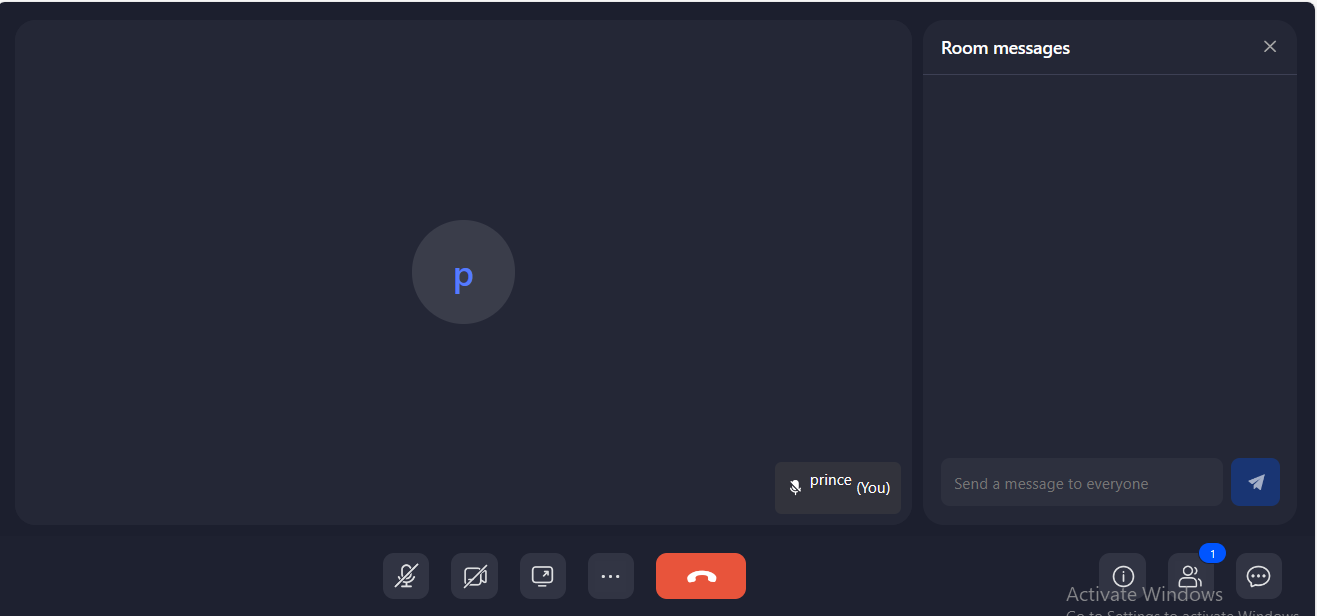 Room messages
p
prince (You)
Send a message to everyone
1
Activate Windows
Go to Settings to activate Windows.